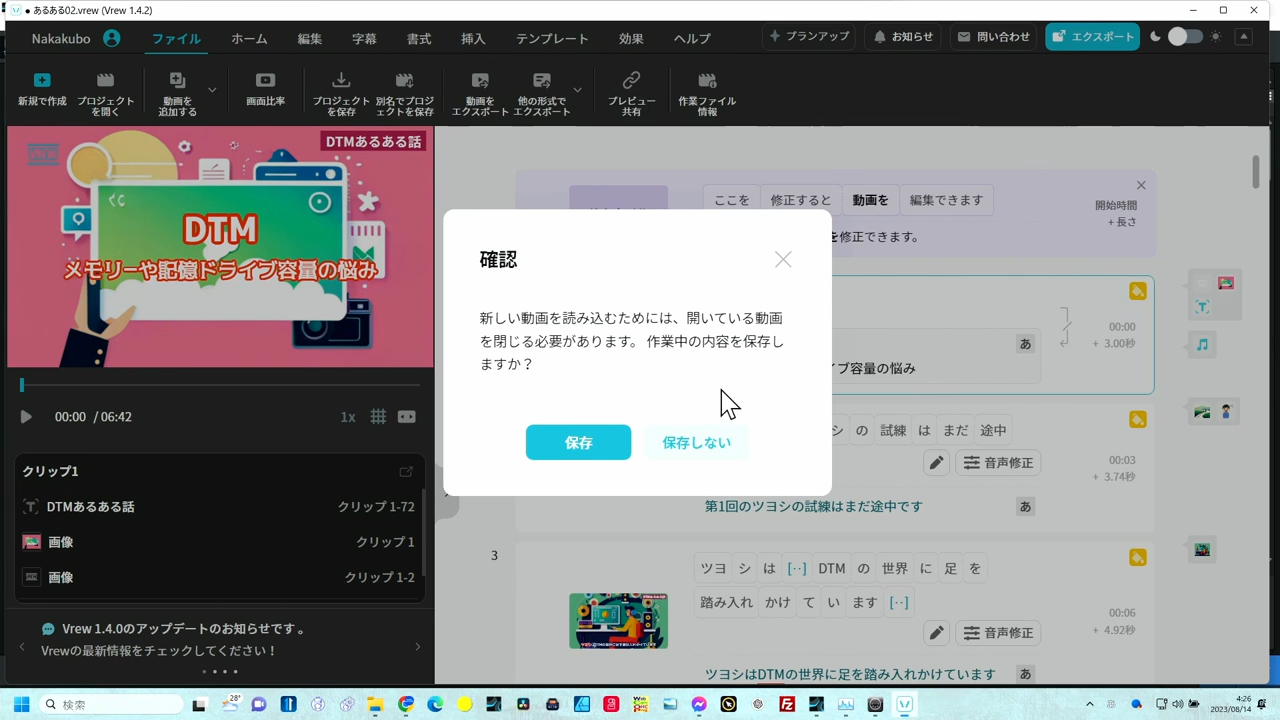 ● あるある02.vrew (Vrew 1.4.2)
Nakakubo
ファイル
ホーム
編集
字幕
書式
挿入
テンプレート
効果
ヘルプ
プランアップ
お知らせ
問い合わせ
エクスポート
新規で作成
プロジェクト
を開く
動画を
追加する
画面比率
プロジェクト
を保存
別名でプロジ
ェクトを保存
動画を
エクスポート
他の形式で
エクスポート
プレビュー
共有
作業ファイル
情報
DTMあるある話
DTM
メモリーや記憶ドライブ容量の悩み
00:00 / 06:42
1x
クリップ1
DTMあるある話
クリップ 1-72
画像
クリップ 1
画像
クリップ 1-2
Vrew 1.4.0のアップデートのお知らせです 。
Vrewの最新情報をチェックしてください！
ここを 修正すると 動画を 編集できます
を修正できます。
開始時間
+ 長さ
確認
新しい動画を読み込むためには、開いている動画
を閉じる必要があります。 作業中の内容を保存し
ますか？
保存
保存しない
00:00
+ 3.00秒
あ
イブ容量の悩み
シ の 試練 は まだ 途中
音声修正
00:03
+ 3.74秒
第1回のツヨシの試練はまだ途中です
あ
3
ツヨ シ は [··] DTM の 世界 に 足 を
踏み入れ かけ て い ます [··]
音声修正
00:06
+ 4.92秒
ツヨシはDTMの世界に足を踏み入れかけています
あ
検索
28°
4:26
2023/08/14